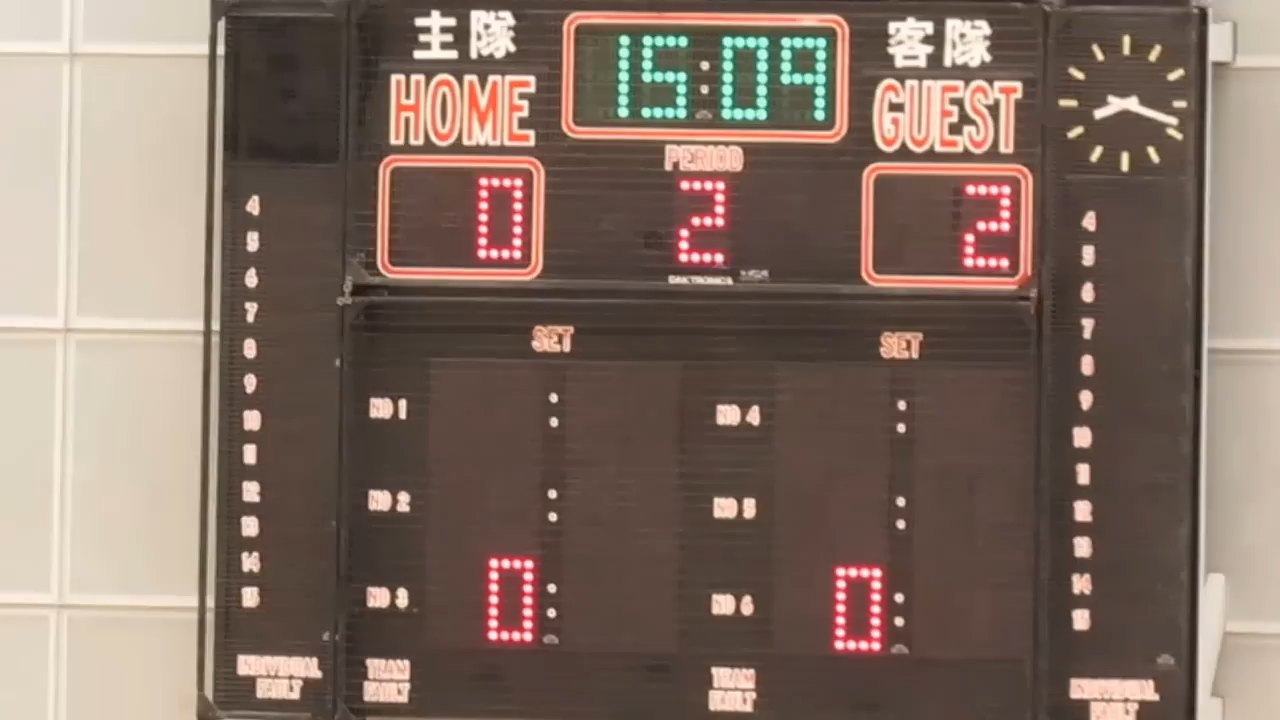 主隊
HOME
15:09
客隊
GUEST
PERIOD
0
2
2
DAKTRONICS
SET
SET
NO 1
NO 2
NO 3
0
:
:
:
NO 4
NO 5
NO 6
0
:
:
:
4
5
6
7
8
9
10
11
12
13
14
15
INDIVIDUAL
FAULT
TEAM
FAULT
TEAM
FAULT
4
5
6
7
8
9
10
11
12
13
14
15
INDIVIDUAL
FAULT